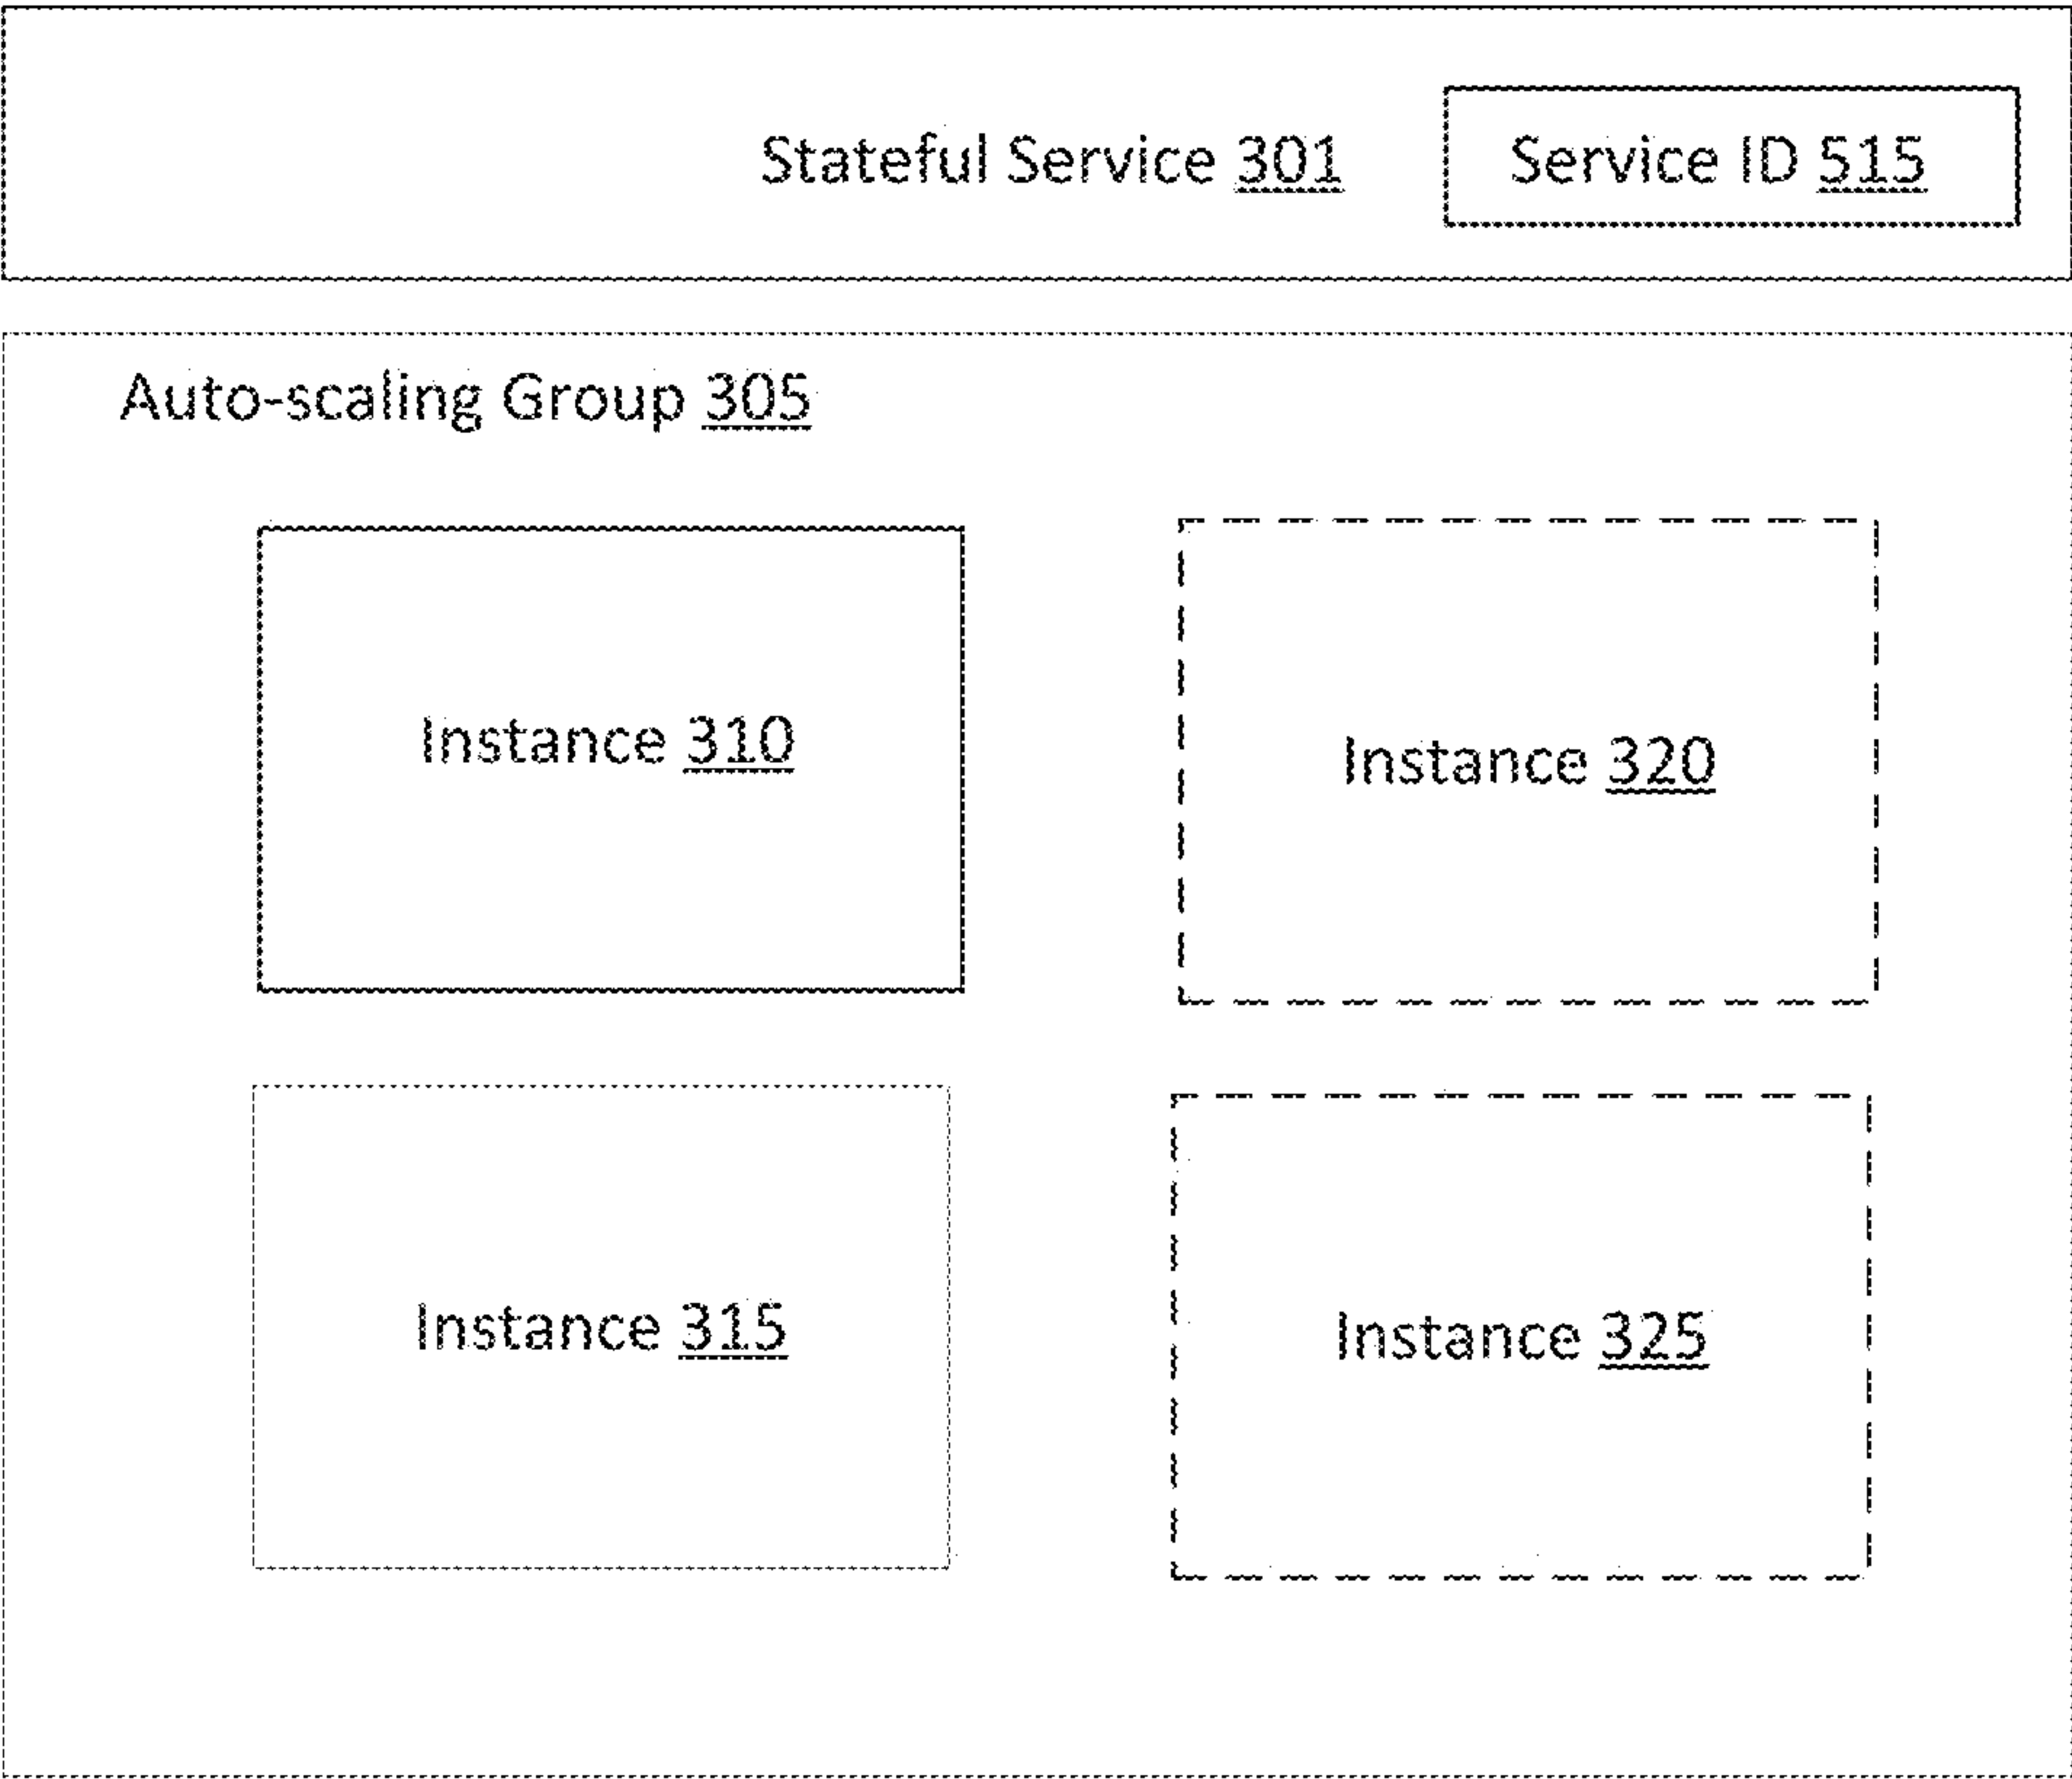 Stateful Service 301
Service ID 515
Auto-scaling Group 305
Instance 310
Instance 320
Instance 315
Instance 325